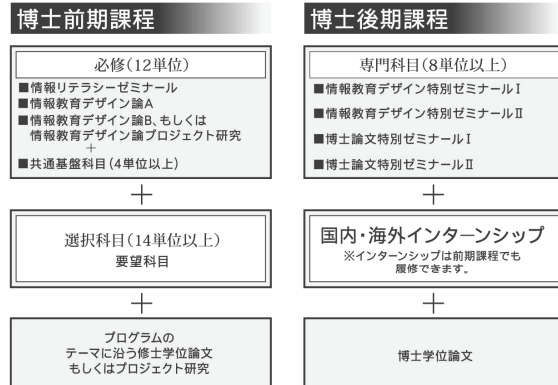 博士前期課程
必修(12単位)
■情報リテラシーゼミナール
■情報教育デザイン論A
■情報教育デザイン論B、もしくは
情報教育デザイン論プロジェクト研究
+
■共通基盤科目(4単位以上)
+
選択科目(14単位以上)
要望科目
+
プログラムの
テーマに沿う修士学位論文
もしくはプロジェクト研究
博士後期課程
専門科目(8単位以上)
■情報教育デザイン特別ゼミナールⅠ
■情報教育デザイン特別ゼミナールⅡ
■博士論文特別ゼミナールⅠ
■博士論文特別ゼミナールⅡ
+
国内・海外インターンシップ
※インターンシップは前期課程でも
履修できます。
+
博士学位論文